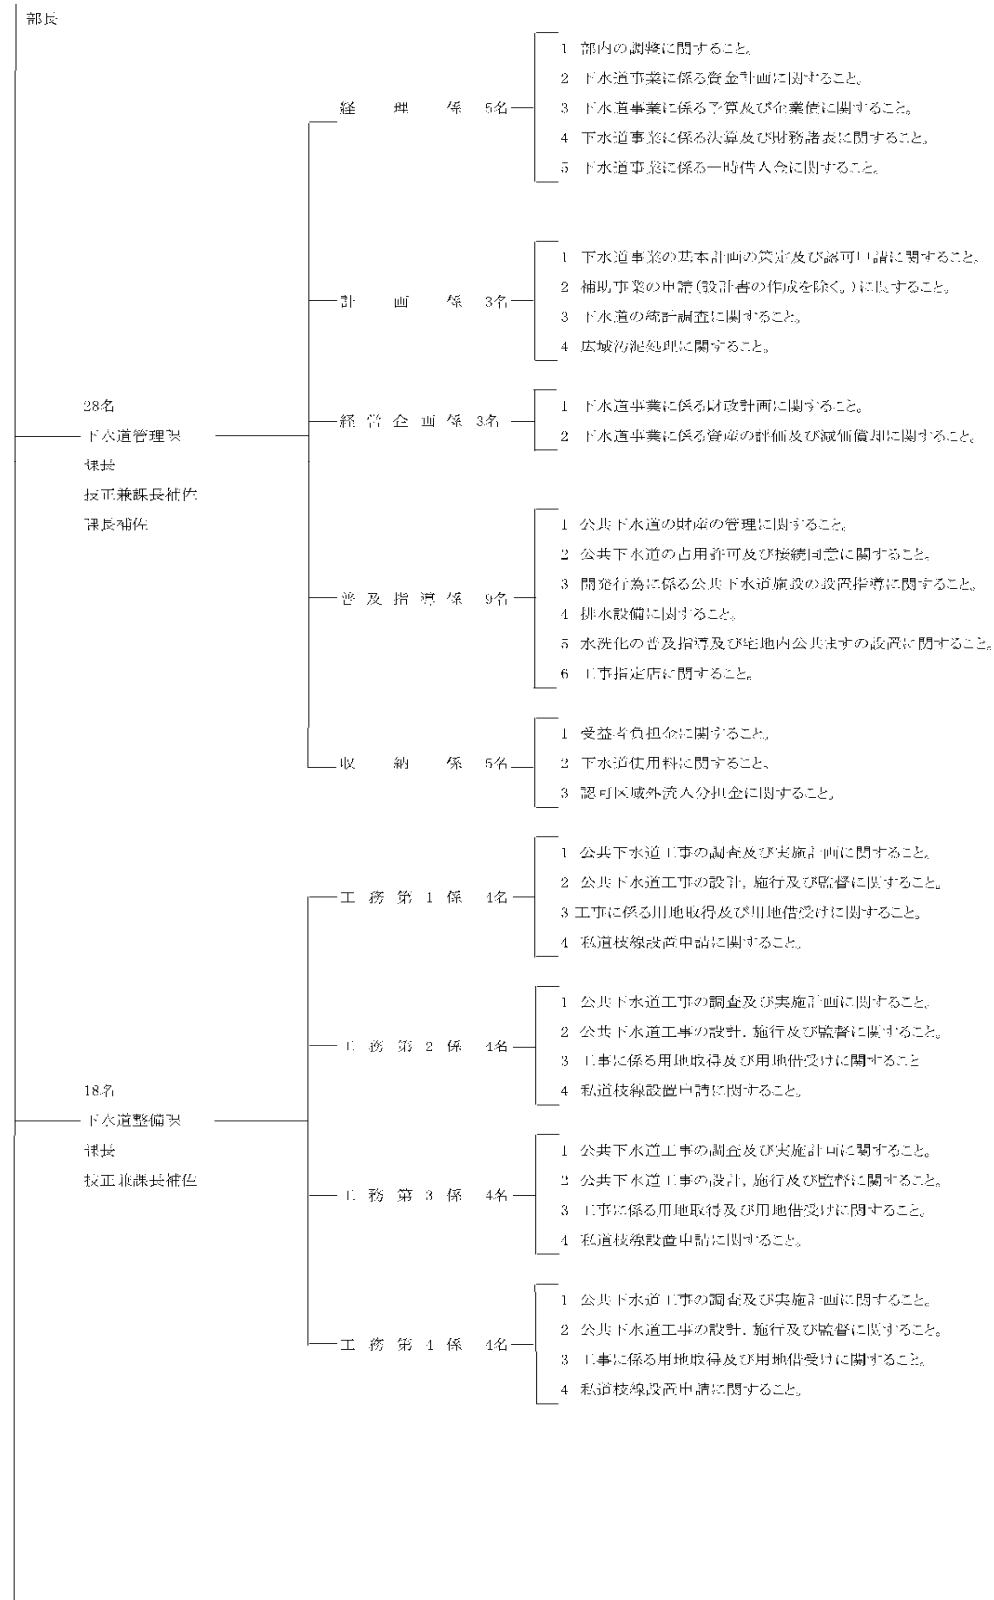 部長
経理係 5名
1 部内の調整に関すること。
2 下水道事業に係る資金計画に関すること。
3 下水道事業に係る予算及び企業債に関すること。
4 下水道事業に係る決算及び財務諸表に関すること。
5 下水道事業に係る一時借入金に関すること。
計画係 3名
1 下水道事業の基本計画の策定及び認可申請に関すること。
2 補助事業の申請(設計書の作成を除く。)に関すること。
3 下水道の統計調査に関すること。
4 広域汚泥処理に関すること。
28名
下水道管理課
課長
技正兼課長補佐
課長補佐
経営企画係 3名
1 下水道事業に係る財政計画に関すること。
2 下水道事業に係る資産の評価及び減価償却に関すること。
普及指導係 9名
1 公共下水道の財産の管理に関すること。
2 公共下水道の占用許可及び接続同意に関すること。
3 開発行為に係る公共下水道施設の設置指導に関すること。
4 排水設備に関すること。
5 水洗化の普及指導及び宅地内公共ますの設置に関すること。
6 工事指定店に関すること。
収納係 5名
1 受益者負担金に関すること。
2 下水道使用料に関すること、
3 認可区域外流入分担金に関すること。
工務第1係 4名
1 公共下水道工事の調査及び実施計画に関すること。
2 公共下水道工事の設計，施行及び監督に関すること。
3 工事に係る用地取得及び用地借受けに関すること。
4 私道枝線設置申請に関すること。
18名
下水道整備課
課長
技正兼課長補佐
工務第2係 4名
1 公共下水道工事の調査及び実施計画に関すること。
2 公共下水道工事の設計．施行及び監督に関すること。
3 工事に係る用地取得及び用地借受けに関すること
4 私道枝線設置申請に関すること。
工務第3係 4名
1 公共下水道工事の調査及び実施計画に関すること。
2 公共下水道工事の設計，施行及び監督に関すること。
3 工事に係る用地取得及び用地借受けに関すること。
4 私道枝線設置申請に関すること。
工務第4係 4名
1 公共下水道工事の調査及び実施計画に関すること。
2 公共下水道工事の設計．施行及び監督に関すること。
3 工事に係る用地取得及び用地借受けに関すること。
4 私道枝線設置申請に関すること。